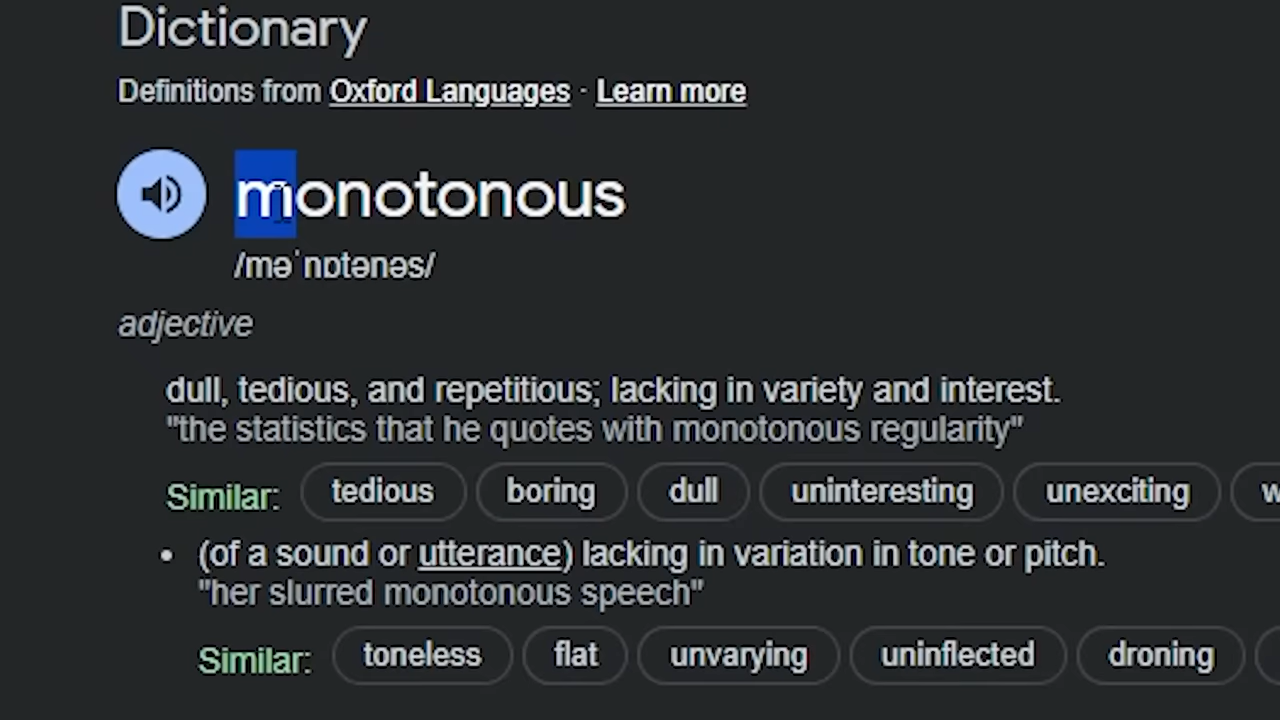 Dictionary
Definitions from Oxford Languages · Learn more
monotonous
/məˈnɒtənəs/
adjective
dull, tedious, and repetitious; lacking in variety and interest.
"the statistics that he quotes with monotonous regularity"
Similar: tedious boring dull uninteresting unexciting
• (of a sound or utterance) lacking in variation in tone or pitch.
"her slurred monotonous speech"
Similar: toneless flat unvarying uninflected droning